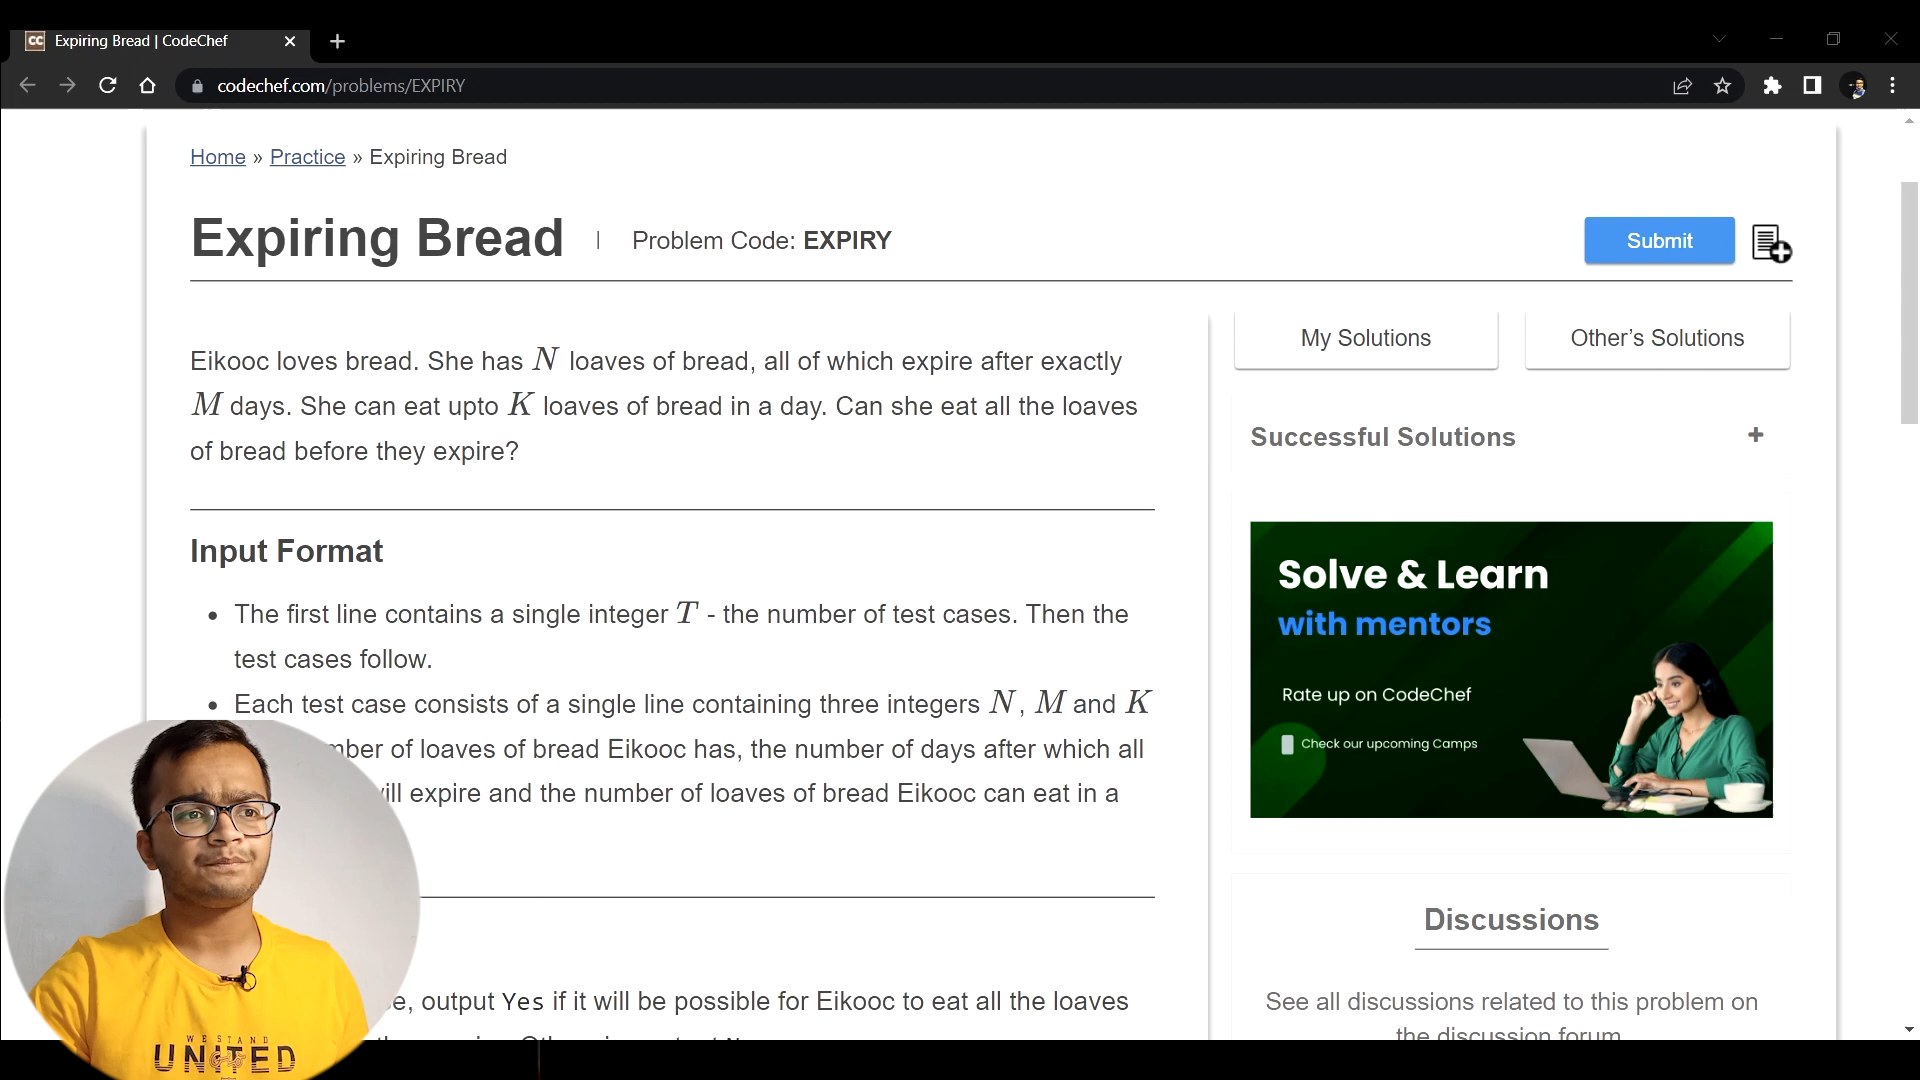 Expiring Bread | CodeChef
codechef.com/problems/EXPIRY
Home » Practice » Expiring Bread
Expiring Bread | Problem Code: EXPIRY
Submit
Eikooc loves bread. She has N loaves of bread, all of which expire after exactly
M days. She can eat upto K loaves of bread in a day. Can she eat all the loaves
of bread before they expire?
Input Format
• The first line contains a single integer T - the number of test cases. Then the
test cases follow.
• Each test case consists of a single line containing three integers N, M and K
of loaves of bread Eikooc has, the number of days after which all
expire and the number of loaves of bread Eikooc can eat in a
output Yes if it will be possible for Eikooc to eat all the loaves
My Solutions
Other's Solutions
Successful Solutions +
Solve & Learn
with mentors
Rate up on CodeChef
Check our upcoming Camps
Discussions
See all discussions related to this problem on
the discussion forum
WE STAND
UNITED